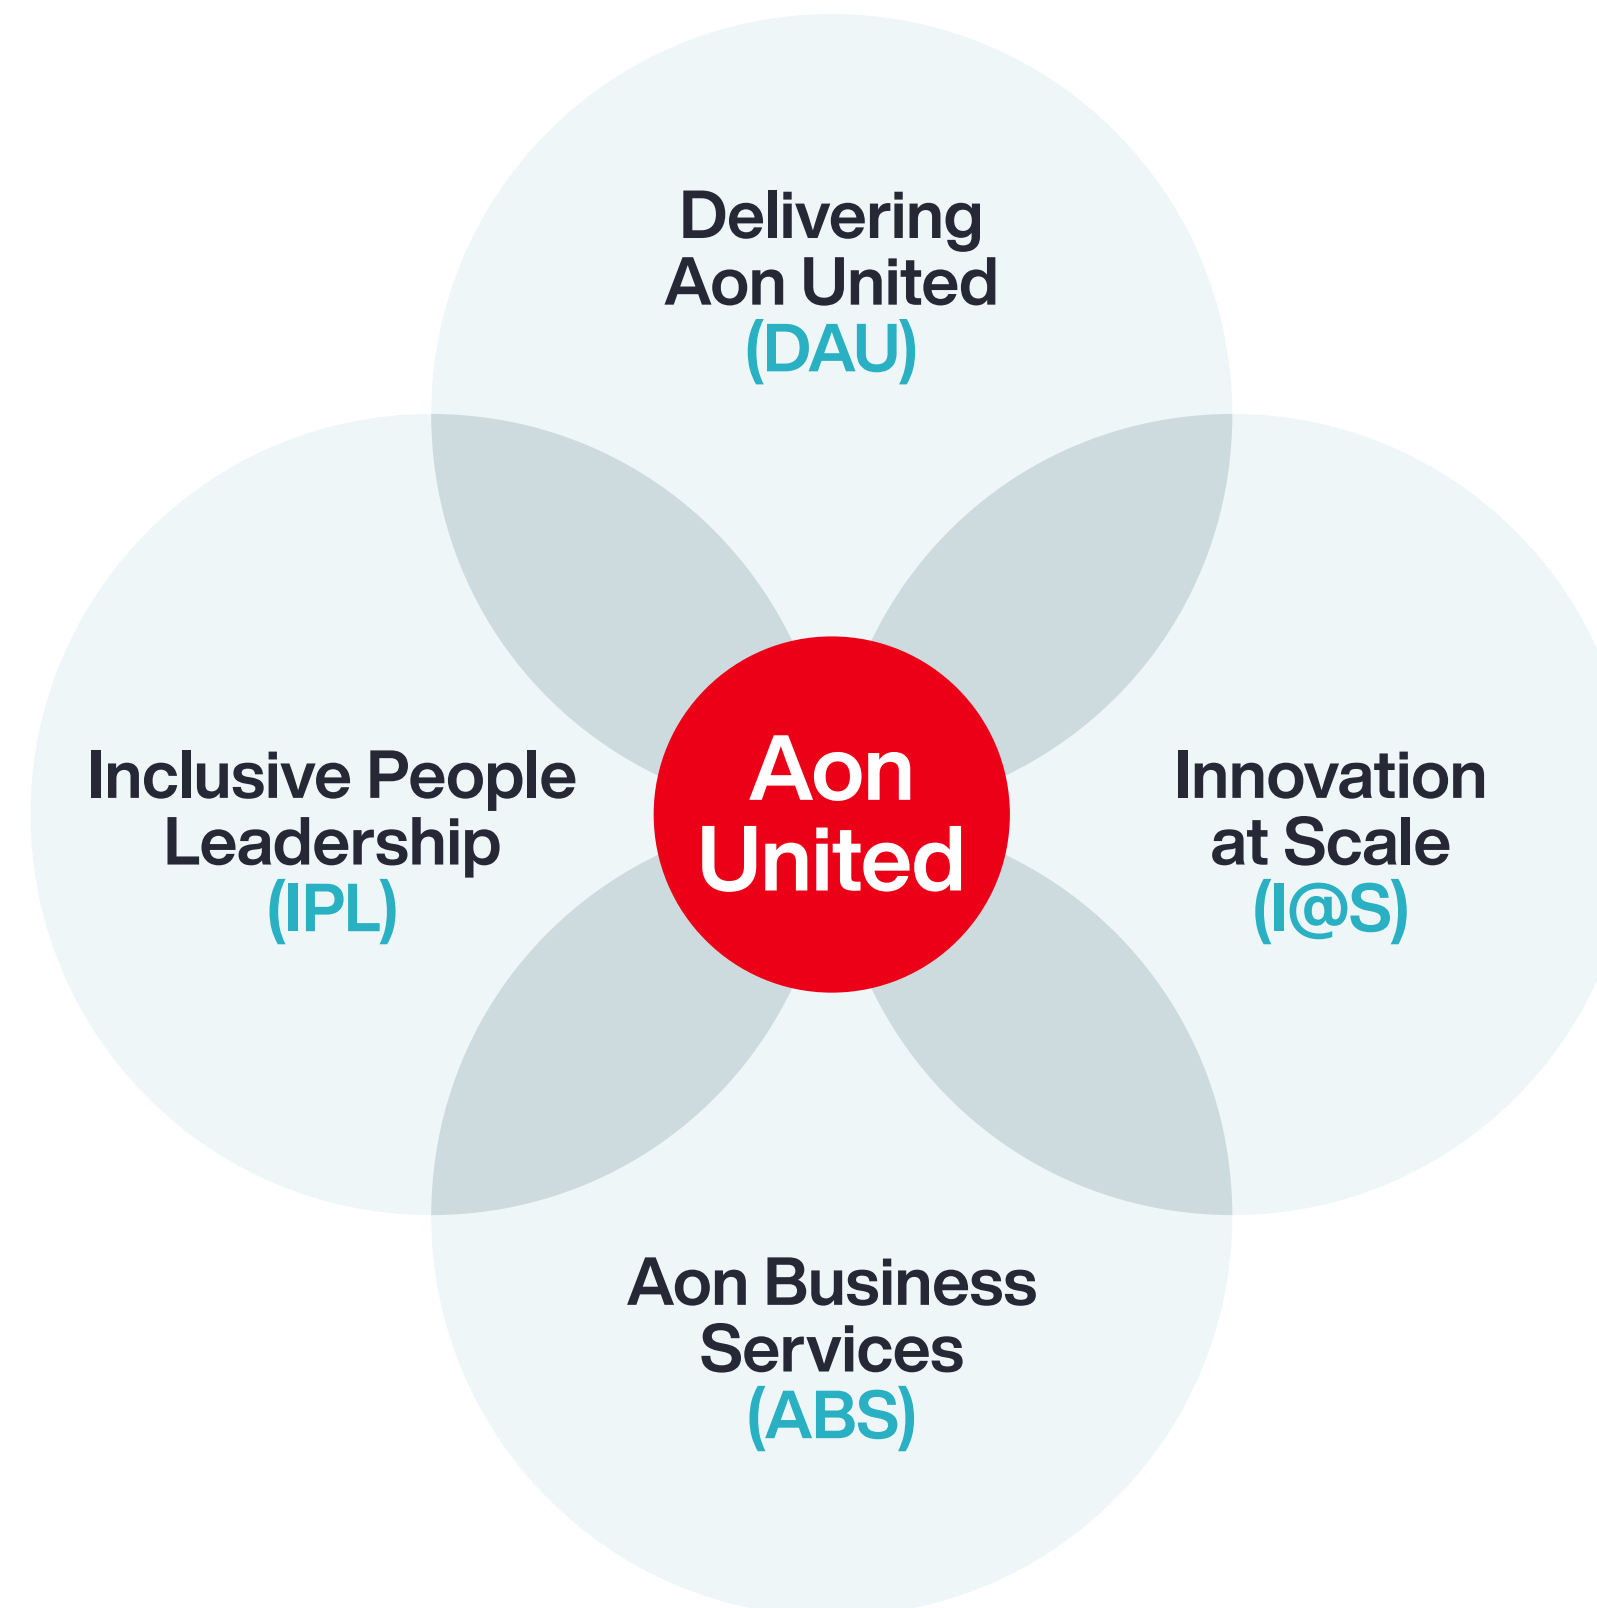 Delivering
Aon United
(DAU)
Inclusive People
Leadership
(IPL)
Aon
United
Innovation
at Scale
(I@S)
Aon Business
Services
(ABS)